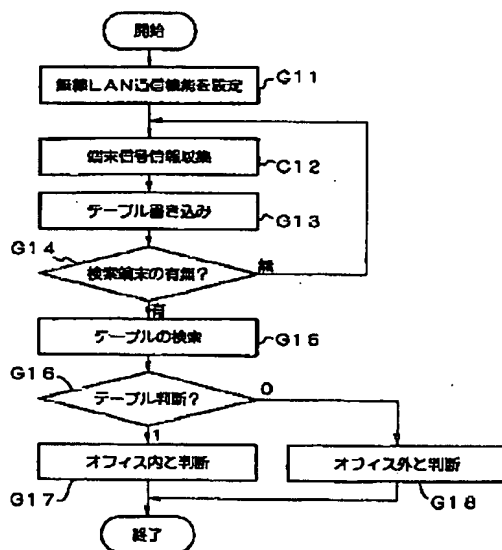 開始
無線LAN通信機能を設定
G11
端末信号情報収集
G12
テーブル書き込み
G13
G14
検索端末の有無?
無
有
テーブルの検索
G15
G16
テーブル判断?
0
1
オフィス内と判断
オフィス外と判断
G17
G18
終了